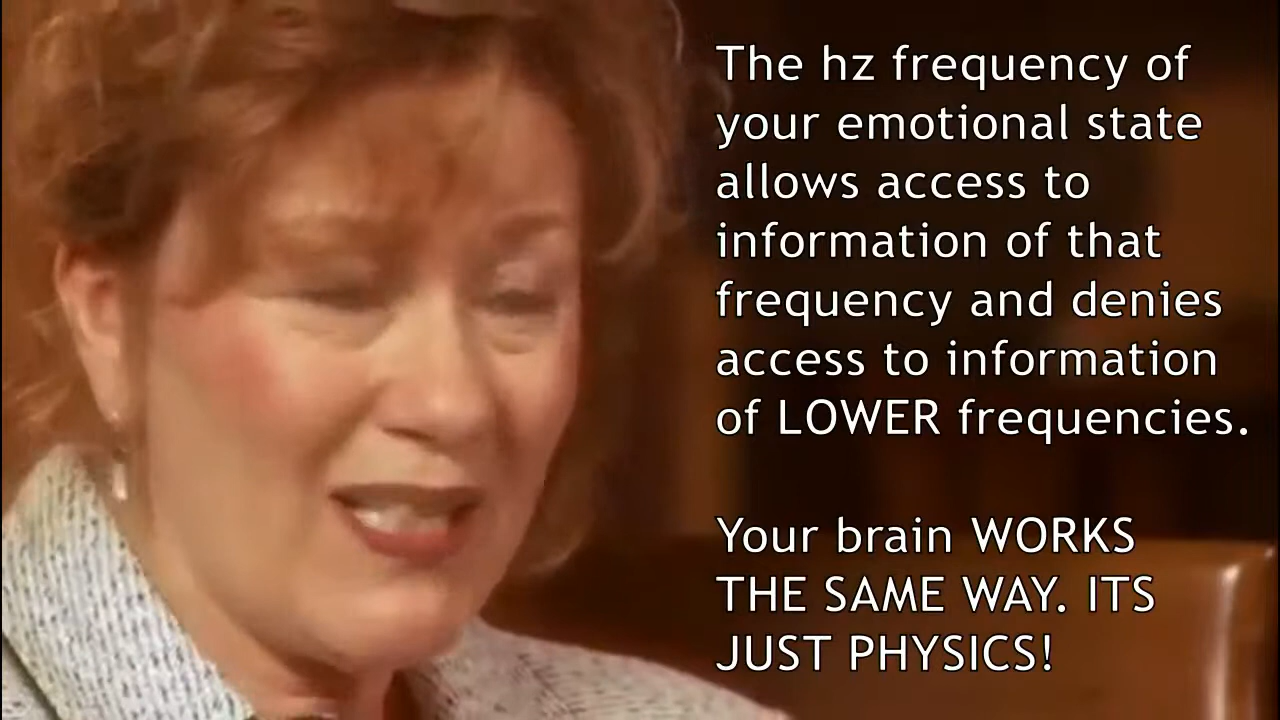 The hz frequency of
your emotional state
allows access to
information of that
frequency and denies
access to information
of LOWER frequencies.
Your brain WORKS
THE SAME WAY. ITS
JUST PHYSICS!